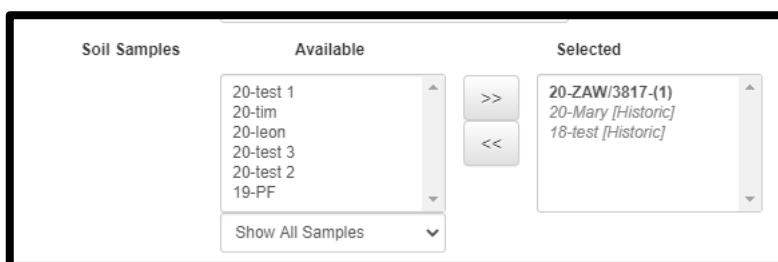 Soil Samples Available Selected
20-test 1
20-tim
20-leon
20-test 3
20-test 2
19-PF
>>
<<
20-ZAW/3817-(1)
20-Mary [Historic]
18-test [Historic]
Show All Samples